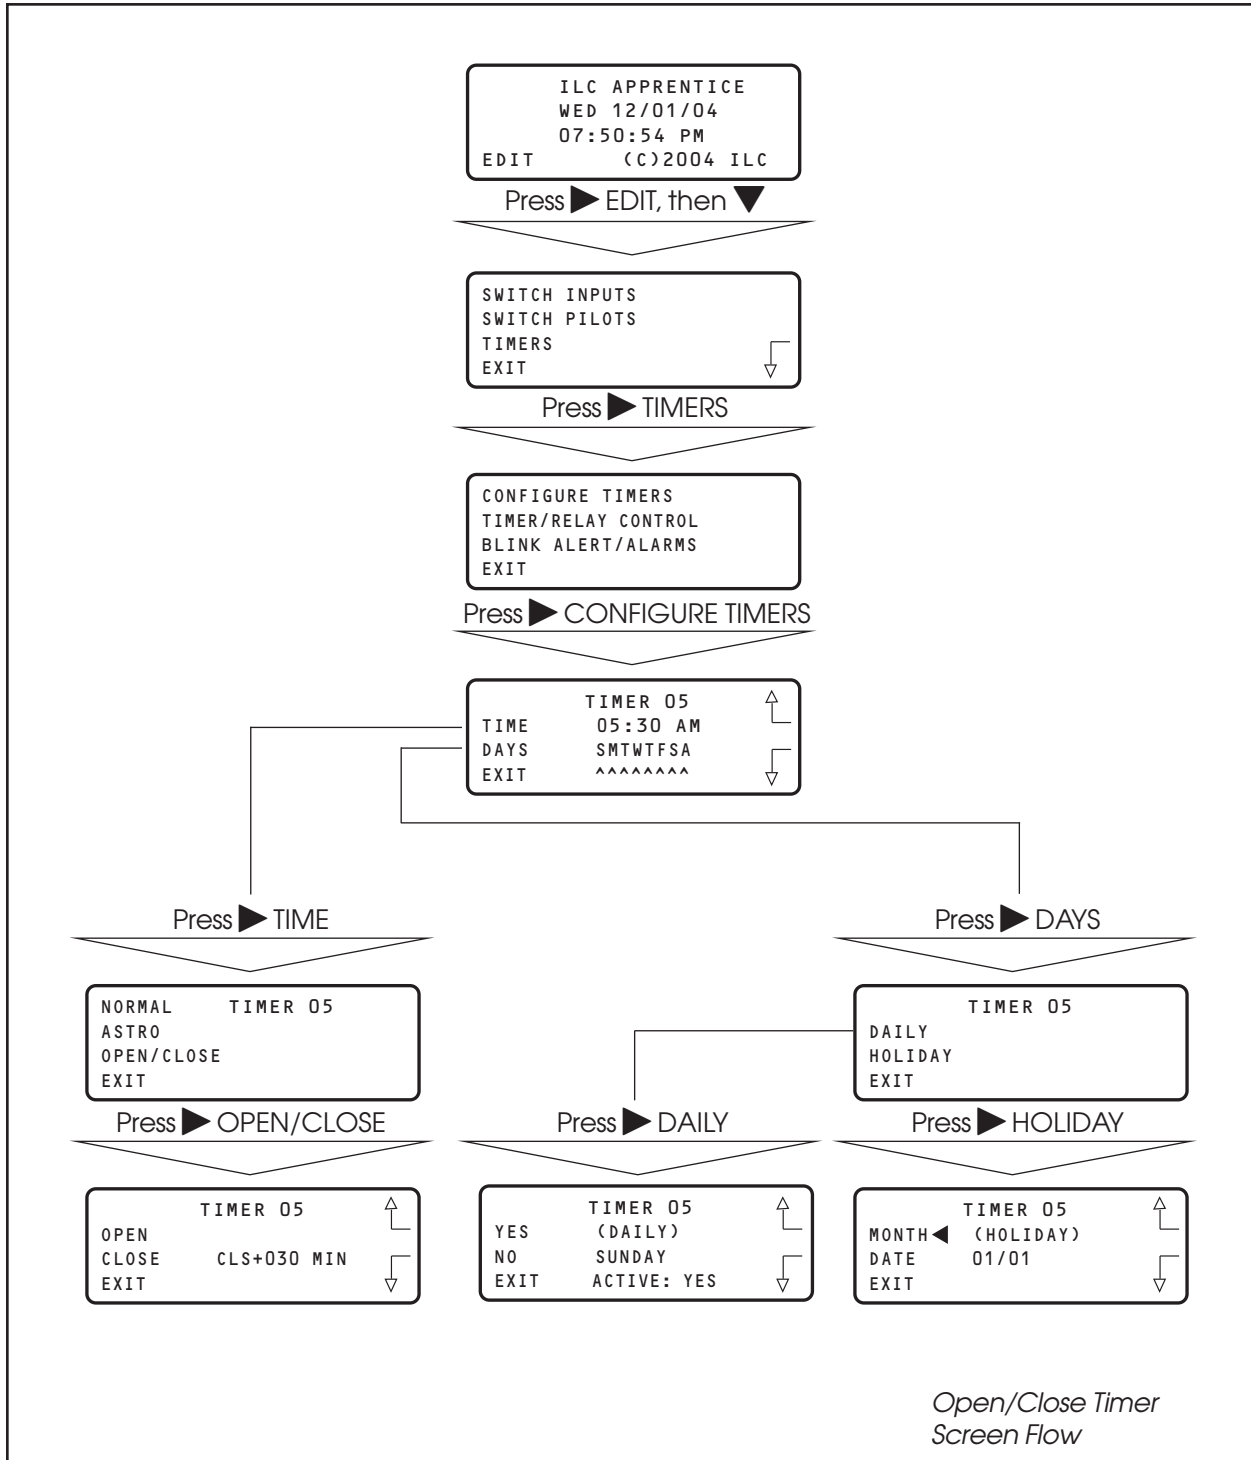 ILC APPRENTICE
WED 12/01/04
07:50:54 PM
EDIT (C)2004 ILC
Press ▶ EDIT, then ▼
SWITCH INPUTS
SWITCH PILOTS
TIMERS
EXIT
Press ▶ TIMERS
CONFIGURE TIMERS
TIMER/RELAY CONTROL
BLINK ALERT/ALARMS
EXIT
Press ▶ CONFIGURE TIMERS
TIMER 05
TIME 05:30 AM
DAYS SMTWTFSA
EXIT ^^^^^^^^
Press ▶ TIME
NORMAL TIMER 05
ASTRO
OPEN/CLOSE
EXIT
Press ▶ OPEN/CLOSE
TIMER 05
OPEN
CLOSE CLS+030 MIN
EXIT
Press ▶ DAYS
TIMER 05
DAILY
HOLIDAY
EXIT
Press ▶ DAILY
TIMER 05
YES (DAILY)
NO SUNDAY
EXIT ACTIVE: YES
Press ▶ HOLIDAY
TIMER 05
MONTH ◀ (HOLIDAY)
DATE 01/01
EXIT
Open/Close Timer
Screen Flow